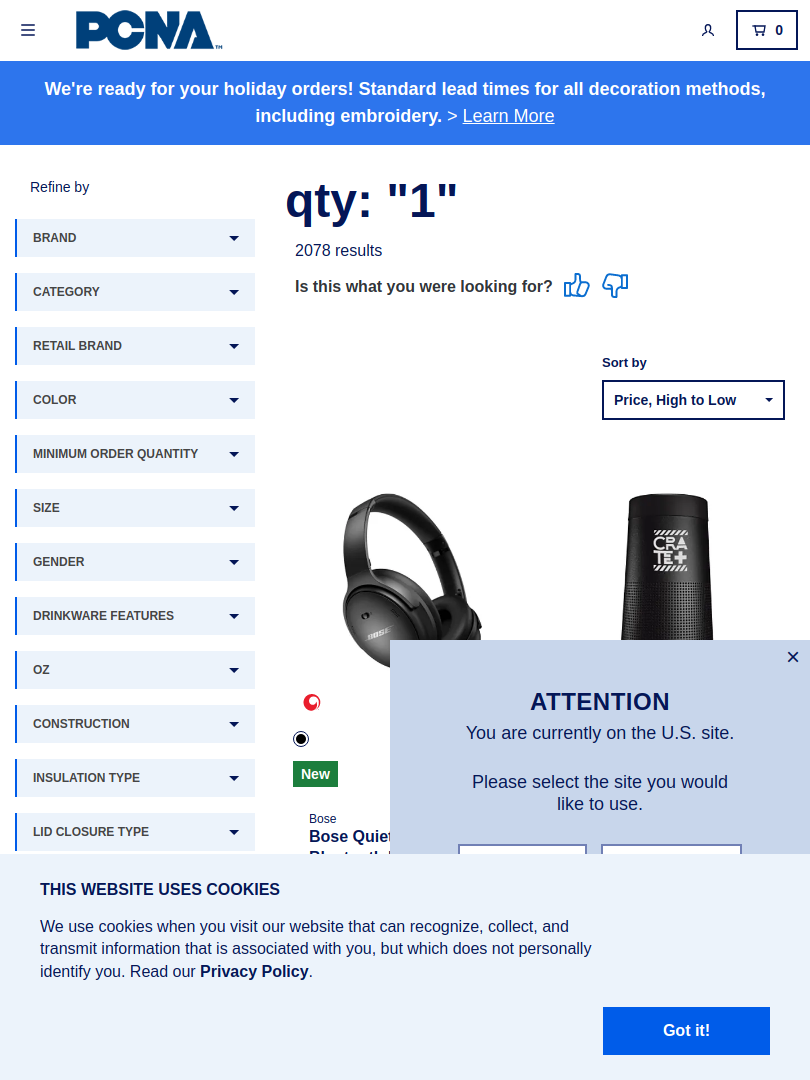 PCNA™
0
We're ready for your holiday orders! Standard lead times for all decoration methods,
including embroidery. > Learn More
Refine by
BRAND
CATEGORY
RETAIL BRAND
COLOR
MINIMUM ORDER QUANTITY
SIZE
GENDER
DRINKWARE FEATURES
OZ
CONSTRUCTION
INSULATION TYPE
LID CLOSURE TYPE
qty: "1"
2078 results
Is this what you were looking for?
Sort by
Price, High to Low
BOSE
CRATE+
New
Bose
Bose Quiet
ATTENTION
You are currently on the U.S. site.
Please select the site you would
like to use.
THIS WEBSITE USES COOKIES
We use cookies when you visit our website that can recognize, collect, and
transmit information that is associated with you, but which does not personally
identify you. Read our Privacy Policy.
Got it!